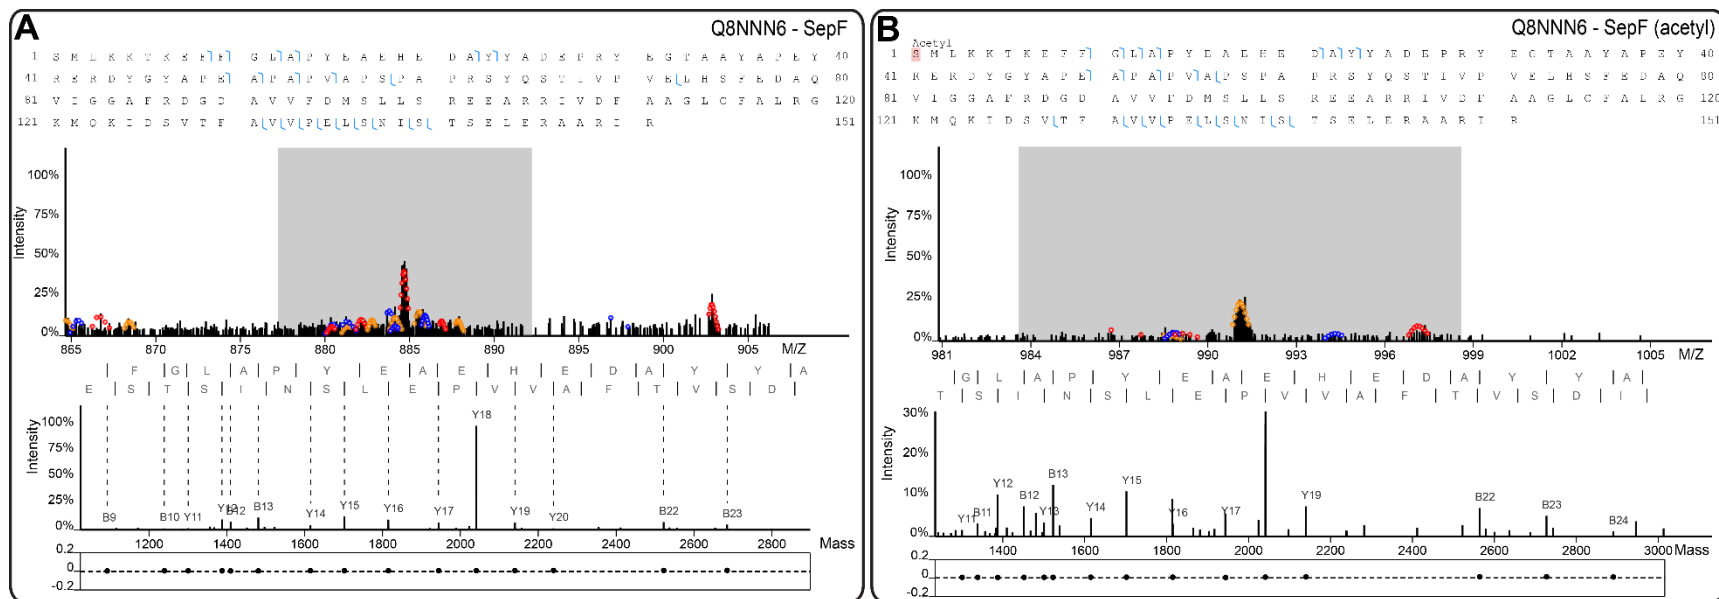 A
Q8NNN6 - SepF
1 S M L K K T K E F F G L A P Y E A E H E D A Y Y A D E P R Y E G T A A Y A P E Y 40
41 R E R D Y G Y A P E A P A P V A P S P A P R S Y Q S T I V P V E L H S F E D A Q 80
81 V I G G A F R D G D A V V F D M S L L S R E E A R R I V D F A A G L C F A L R G 120
121 K M Q K I D S V T F A V V P E L S N I S T S E L E R A A R I R 151
Intensity
100%
75%
50%
25%
0%
865 870 875 880 885 890 895 900 905 M/Z
F G L A P Y E A E H E D A Y Y A
E S T S I N S L E P V V A F T V S D
Intensity
100%
75%
50%
25%
0%
Y18
B9 B10 Y11 Y12 B12 B13 Y14 Y15 Y16 Y17 Y19 Y20 B22 B23
1200 1400 1600 1800 2000 2200 2400 2600 2800 Mass
0.2
-0.2
B
Q8NNN6 - SepF (acetyl)
Acetyl
1 S M L K K T K E F F G L A P Y E A E H E D A Y Y A D E P R Y E G T A A Y A P E Y 40
41 R E R D Y G Y A P E A P A P V A P S P A P R S Y Q S T I V P V E L H S F E D A Q 80
81 V I G G A F R D G D A V V F D M S L L S R E E A R R I V D F A A G L C F A L R G 120
121 K M Q K I D S V T F A V V P E L S N I S T S E L E R A A R I R 151
Intensity
100%
75%
50%
25%
0%
981 984 987 990 993 996 999 1002 1005 M/Z
G L A P Y E A E H E D A Y Y A
T S I N S L E P V V A F T V S D I
Intensity
30%
20%
10%
0%
Y11 B11 Y12 B12 Y13 B13 Y14 Y15 Y16 Y17 Y19 B22 B23 B24
1400 1600 1800 2000 2200 2400 2600 2800 3000 Mass
0.2
-0.2